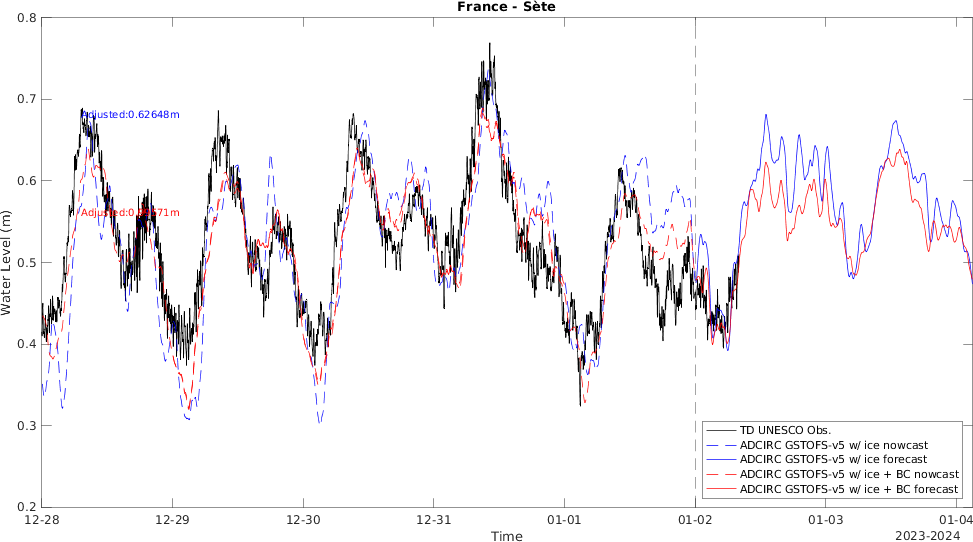 France - Sète
0.8
0.7
0.6
0.5
0.4
0.3
0.2
Water Level (m)
Adjusted:0.62648m
TD UNESCO Obs.
ADCIRC GSTOFS-v5 w/ ice nowcast
ADCIRC GSTOFS-v5 w/ ice forecast
ADCIRC GSTOFS-v5 w/ ice + BC nowcast
ADCIRC GSTOFS-v5 w/ ice + BC forecast
12-28 12-29 12-30 12-31 01-01 01-02 01-03 01-04
Time
2023-2024